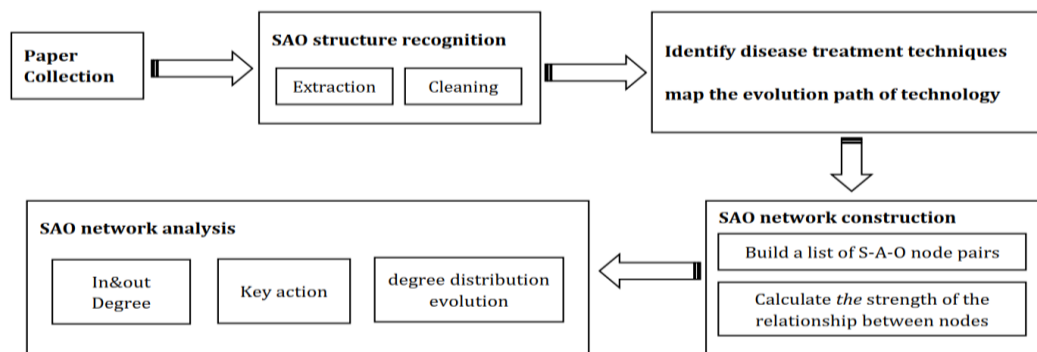 Paper
Collection
SAO structure recognition
Extraction
Cleaning
Identify disease treatment techniques
map the evolution path of technology
SAO network construction
Build a list of S-A-O node pairs
Calculate the strength of the
relationship between nodes
SAO network analysis
In&out
Degree
Key action
degree distribution
evolution